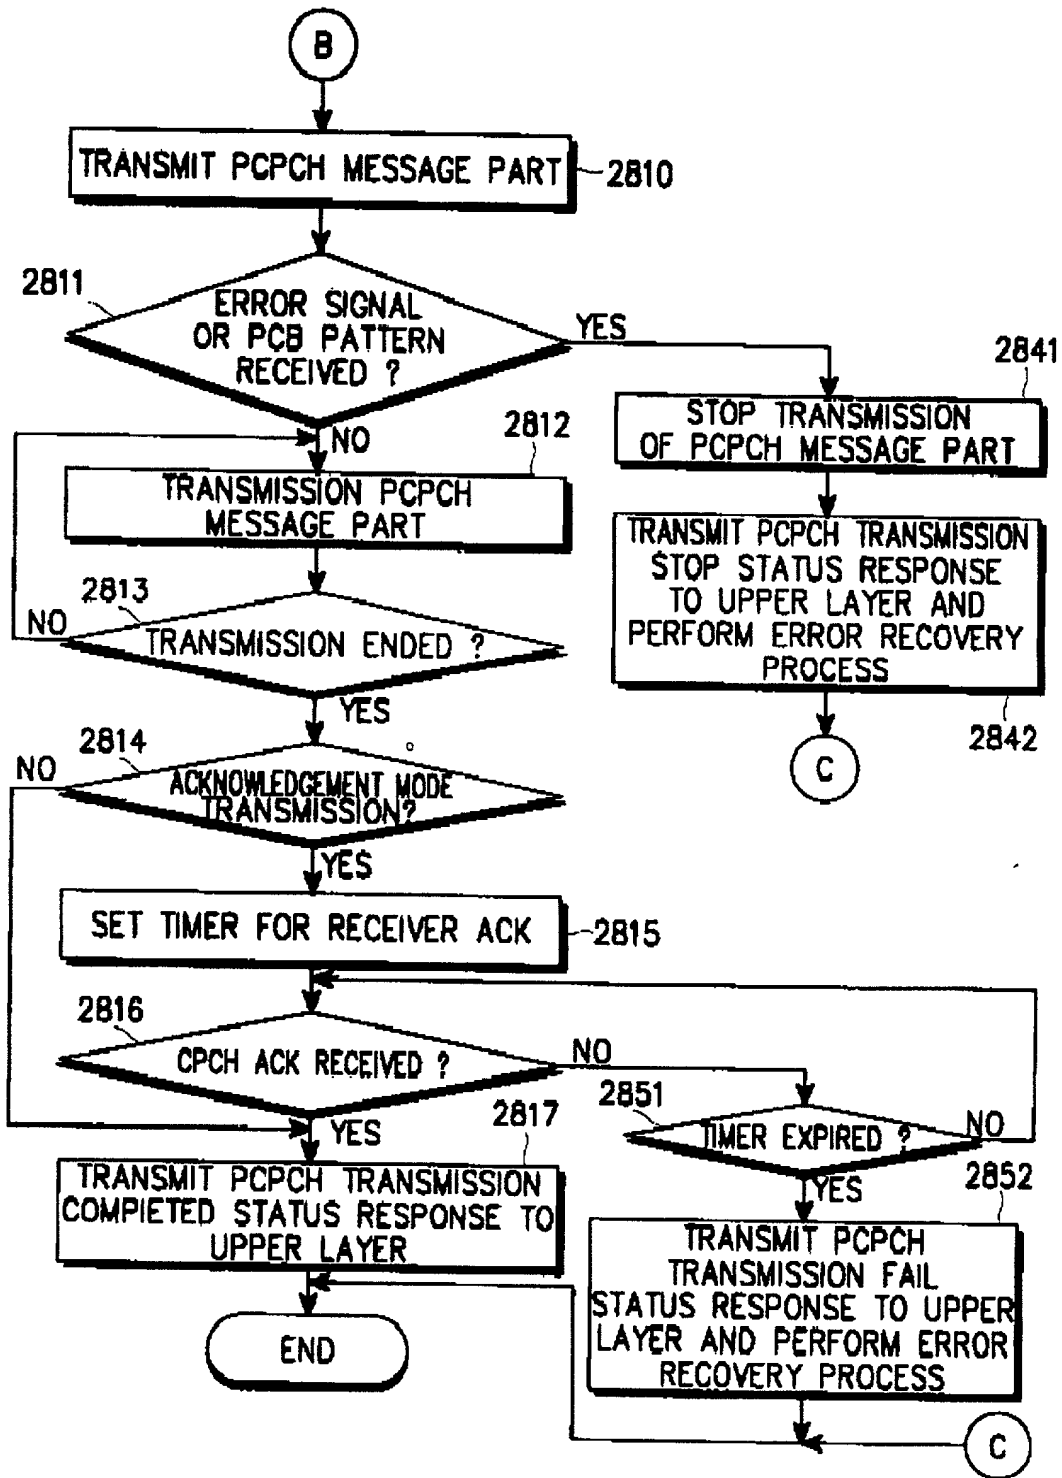 B
TRANSMIT PCPCH MESSAGE PART
2810
2811
ERROR SIGNAL
OR PCB PATTERN
RECEIVED ?
YES
NO
2841
STOP TRANSMISSION
OF PCPCH MESSAGE PART
2812
TRANSMISSION PCPCH
MESSAGE PART
TRANSMIT PCPCH TRANSMISSION
STOP STATUS RESPONSE
TO UPPER LAYER AND
PERFORM ERROR RECOVERY
PROCESS
2842
C
2813
NO
TRANSMISSION ENDED ?
YES
2814
NO
ACKNOWLEDGEMENT MODE
TRANSMISSION?
YES
SET TIMER FOR RECEIVER ACK
2815
2816
CPCH ACK RECEIVED ?
NO
YES
2851
TIMER EXPIRED ?
NO
YES
2817
TRANSMIT PCPCH TRANSMISSION
COMPIETED STATUS RESPONSE TO
UPPER LAYER
2852
TRANSMIT PCPCH
TRANSMISSION FAIL
STATUS RESPONSE TO UPPER
LAYER AND PERFORM ERROR
RECOVERY PROCESS
END
C